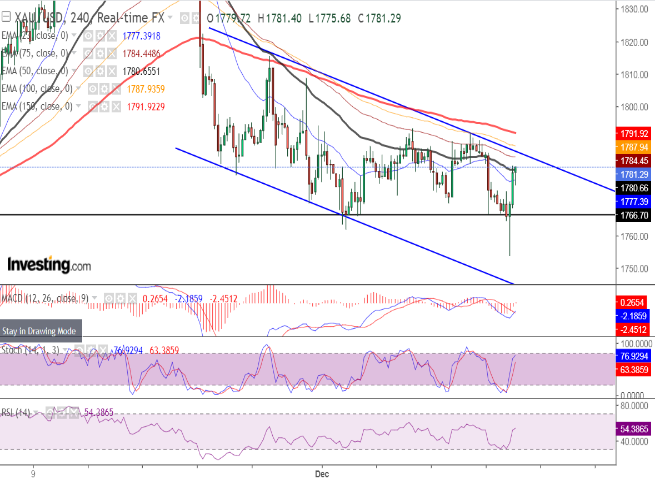 XAU/USD, 240, Real-time FX O1779.72 H1781.40 L1775.68 C1781.29
close, 0) 1777.3918
EMA (75, close, 0) 1784.4486
EMA (50, close, 0) 1780.6551
EMA (100, close, 0) 1787.9359
EMA (150, close, 0) 1791.9229
1830.00
1820.00
1810.00
1800.00
1791.92
1787.94
1784.45
1781.29
1780.66
1777.39
1766.70
1760.00
1750.00
Investing.com
MACD (12, 26, close, 9) 0.2654 -2.1859 -2.4512
0.2654
-2.1859
-2.4512
Stay in Drawing Mode
Stoch (14, 1, 3) 76.9294 63.3859
100.0000
76.9294
63.3859
0.0000
RSI (14) 54.3865
80.0000
54.3865
40.0000
9
Dec